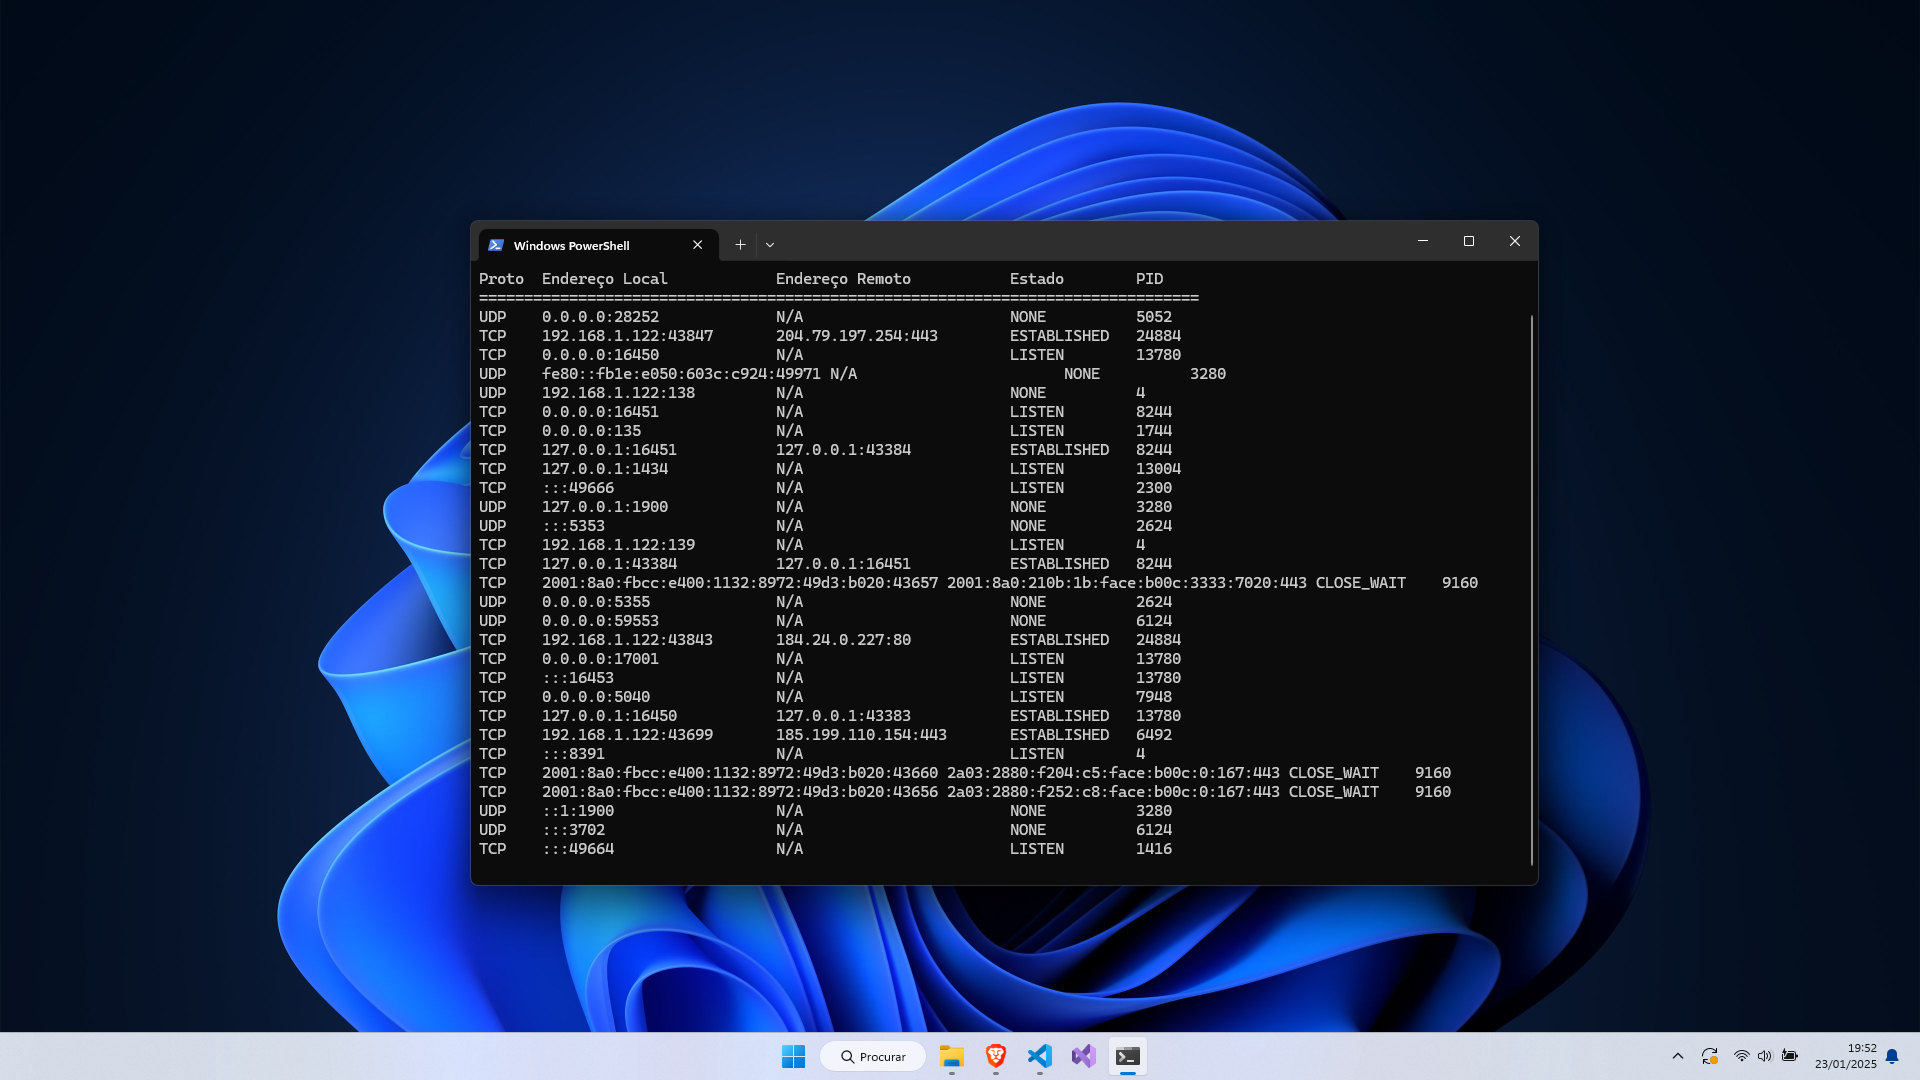 Windows PowerShell
Proto Endereço Local Endereço Remoto Estado PID
================================================================================
UDP 0.0.0.0:28252 N/A NONE 5052
TCP 192.168.1.122:43847 204.79.197.254:443 ESTABLISHED 24884
TCP 0.0.0.0:16450 N/A LISTEN 13780
UDP fe80::fb1e:e050:603c:c924:49971 N/A NONE 3280
UDP 192.168.1.122:138 N/A NONE 4
TCP 0.0.0.0:16451 N/A LISTEN 8244
TCP 0.0.0.0:135 N/A LISTEN 1744
TCP 127.0.0.1:16451 127.0.0.1:43384 ESTABLISHED 8244
TCP 127.0.0.1:1434 N/A LISTEN 13004
TCP :::49666 N/A LISTEN 2300
UDP 127.0.0.1:1900 N/A NONE 3280
UDP :::5353 N/A NONE 2624
TCP 192.168.1.122:139 N/A LISTEN 4
TCP 127.0.0.1:43384 127.0.0.1:16451 ESTABLISHED 8244
TCP 2001:8a0:fbcc:e400:1132:8972:49d3:b020:43657 2001:8a0:210b:1b:face:b00c:3333:7020:443 CLOSE_WAIT 9160
UDP 0.0.0.0:5355 N/A NONE 2624
UDP 0.0.0.0:59553 N/A NONE 6124
TCP 192.168.1.122:43843 184.24.0.227:80 ESTABLISHED 24884
TCP 0.0.0.0:17001 N/A LISTEN 13780
TCP :::16453 N/A LISTEN 13780
TCP 0.0.0.0:5040 N/A LISTEN 7948
TCP 127.0.0.1:16450 127.0.0.1:43383 ESTABLISHED 13780
TCP 192.168.1.122:43699 185.199.110.154:443 ESTABLISHED 6492
TCP :::8391 N/A LISTEN 4
TCP 2001:8a0:fbcc:e400:1132:8972:49d3:b020:43660 2a03:2880:f204:c5:face:b00c:0:167:443 CLOSE_WAIT 9160
TCP 2001:8a0:fbcc:e400:1132:8972:49d3:b020:43656 2a03:2880:f252:c8:face:b00c:0:167:443 CLOSE_WAIT 9160
UDP ::1:1900 N/A NONE 3280
UDP :::3702 N/A NONE 6124
TCP :::49664 N/A LISTEN 1416
Procurar
19:52
23/01/2025